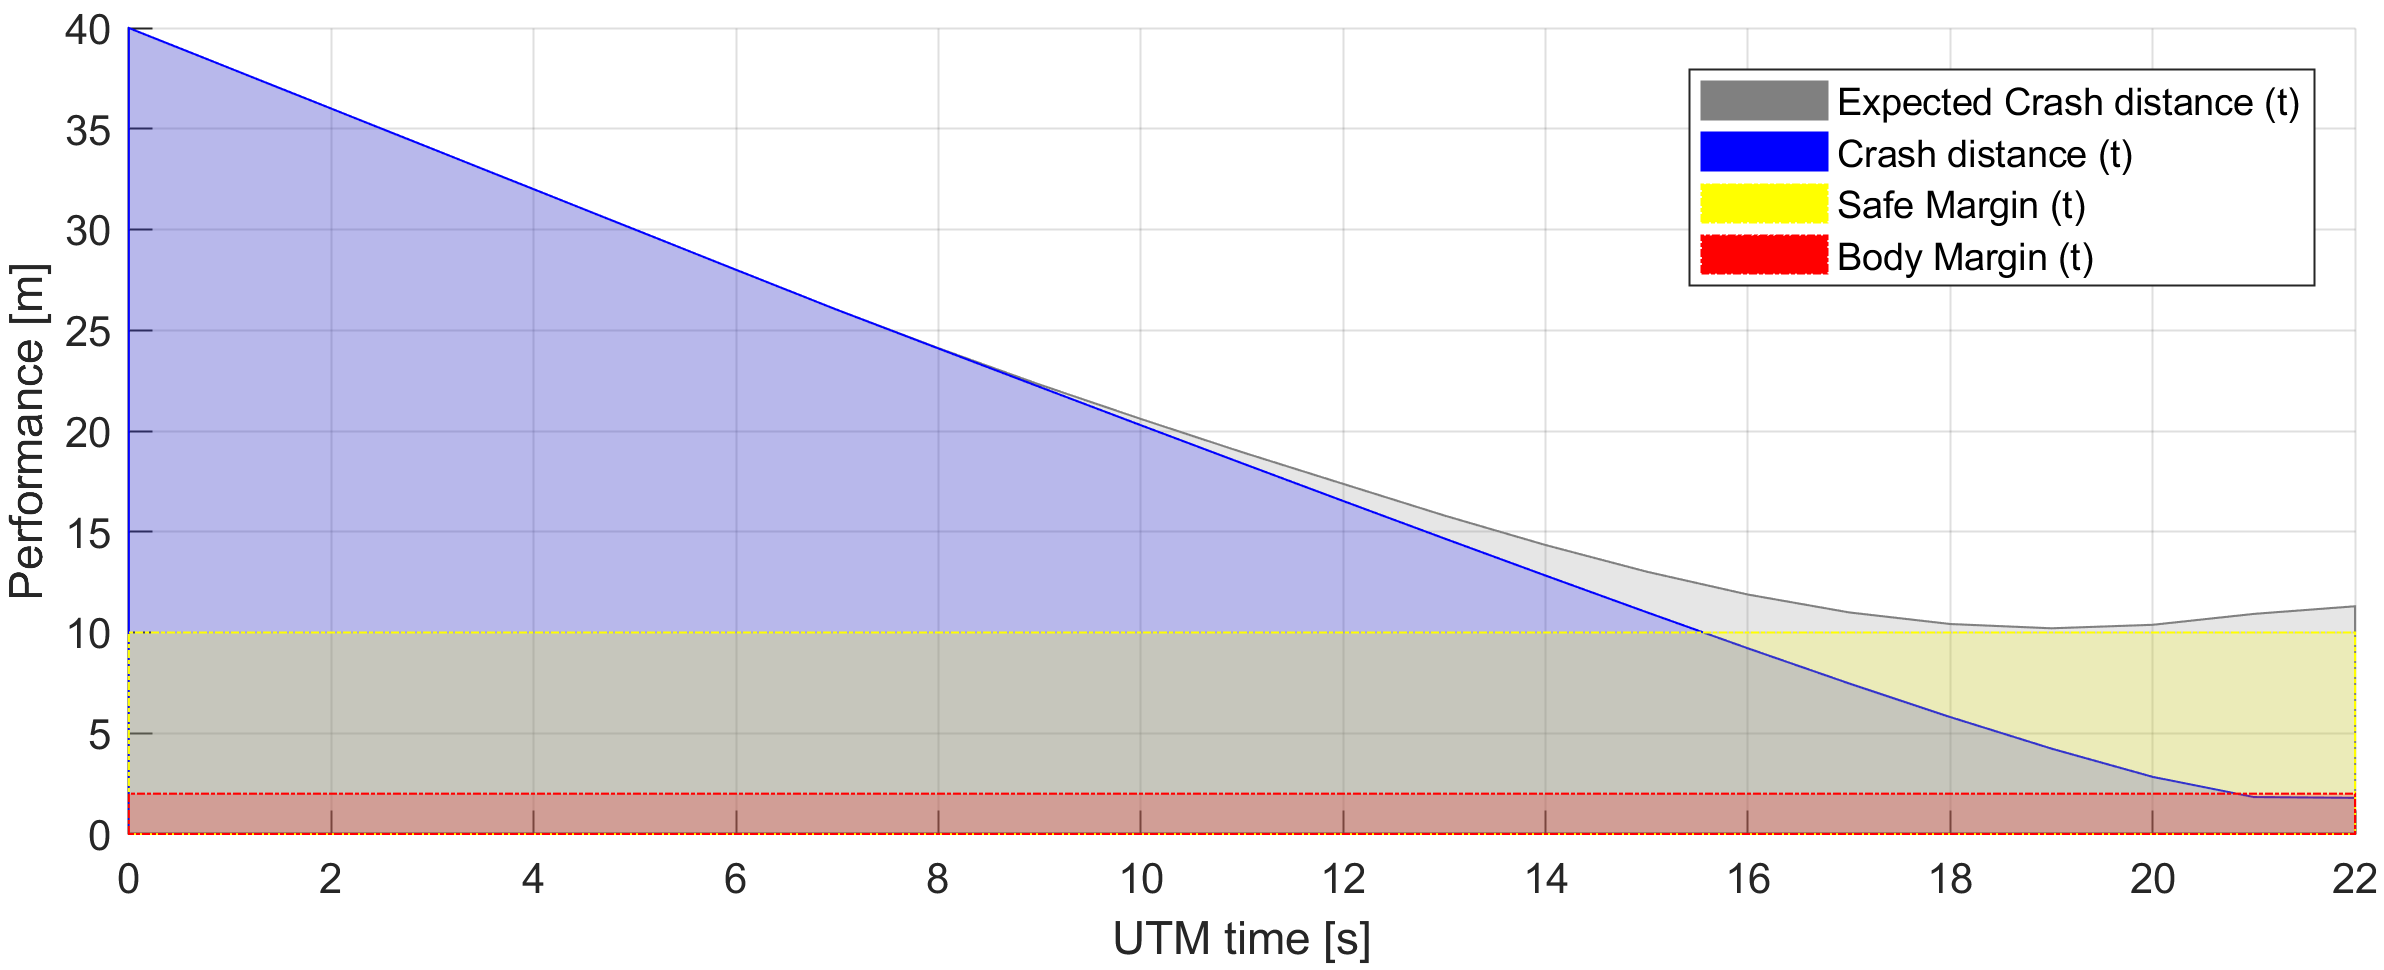 Performance [m]
40
35
30
25
20
15
10
5
0
Expected Crash distance (t)
Crash distance (t)
Safe Margin (t)
Body Margin (t)
0 2 4 6 8 10 12 14 16 18 20 22
UTM time [s]